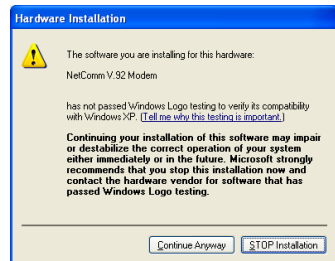 Hardware Installation
The software you are installing for this hardware:
NetComm V.92 Modem
has not passed Windows Logo testing to verify its compatibility
with Windows XP. (Tell me why this testing is important.)
Continuing your installation of this software may impair
or destabilize the correct operation of your system
either immediately or in the future. Microsoft strongly
recommends that you stop this installation now and
contact the hardware vendor for software that has
passed Windows Logo testing.
Continue Anyway
STOP Installation